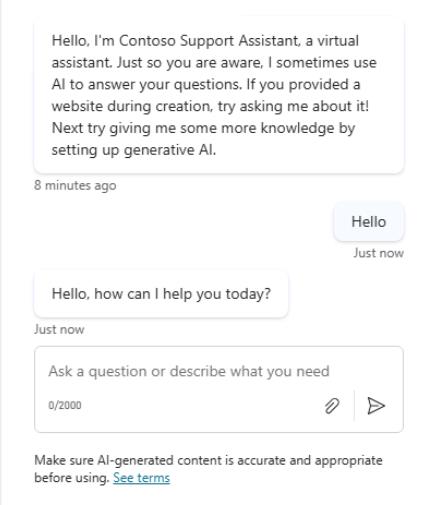 Hello, I'm Contoso Support Assistant, a virtual
assistant. Just so you are aware, I sometimes use
AI to answer your questions. If you provided a
website during creation, try asking me about it!
Next try giving me some more knowledge by
setting up generative AI.
8 minutes ago
Hello
Just now
Hello, how can I help you today?
Just now
Ask a question or describe what you need
0/2000
Make sure AI-generated content is accurate and appropriate
before using. See terms